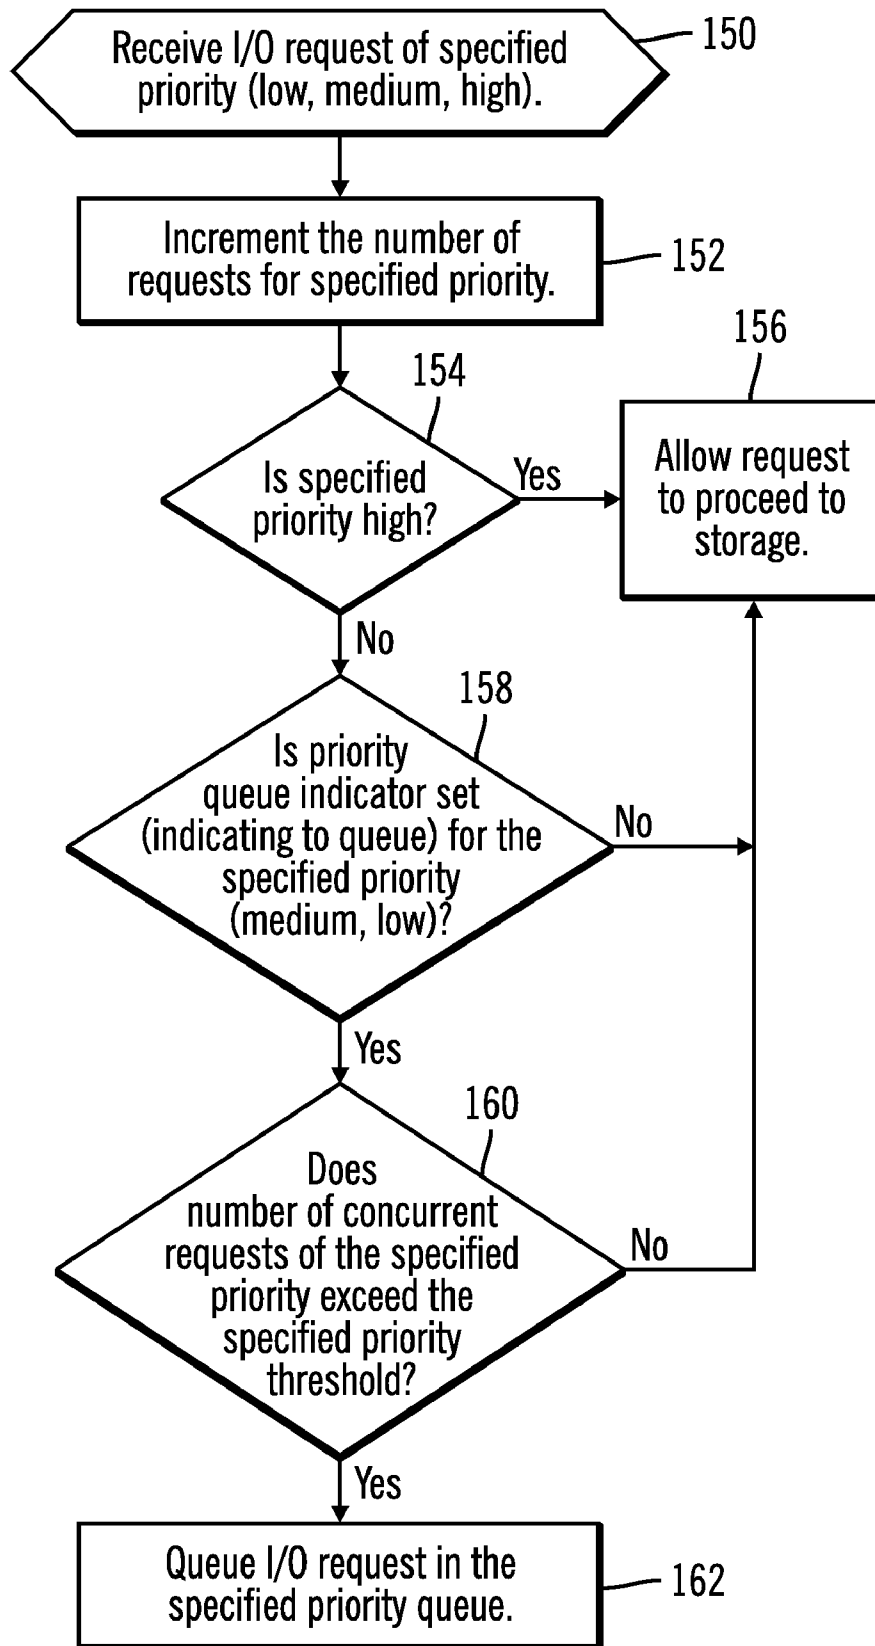 Receive I/O request of specified
priority (low, medium, high).
150
Increment the number of
requests for specified priority.
152
154
156
Is specified
priority high?
Yes
Allow request
to proceed to
storage.
No
158
Is priority
queue indicator set
(indicating to queue) for the
specified priority
(medium, low)?
No
Yes
160
Does
number of concurrent
requests of the specified
priority exceed the
specified priority
threshold?
No
Yes
Queue I/O request in the
specified priority queue.
162